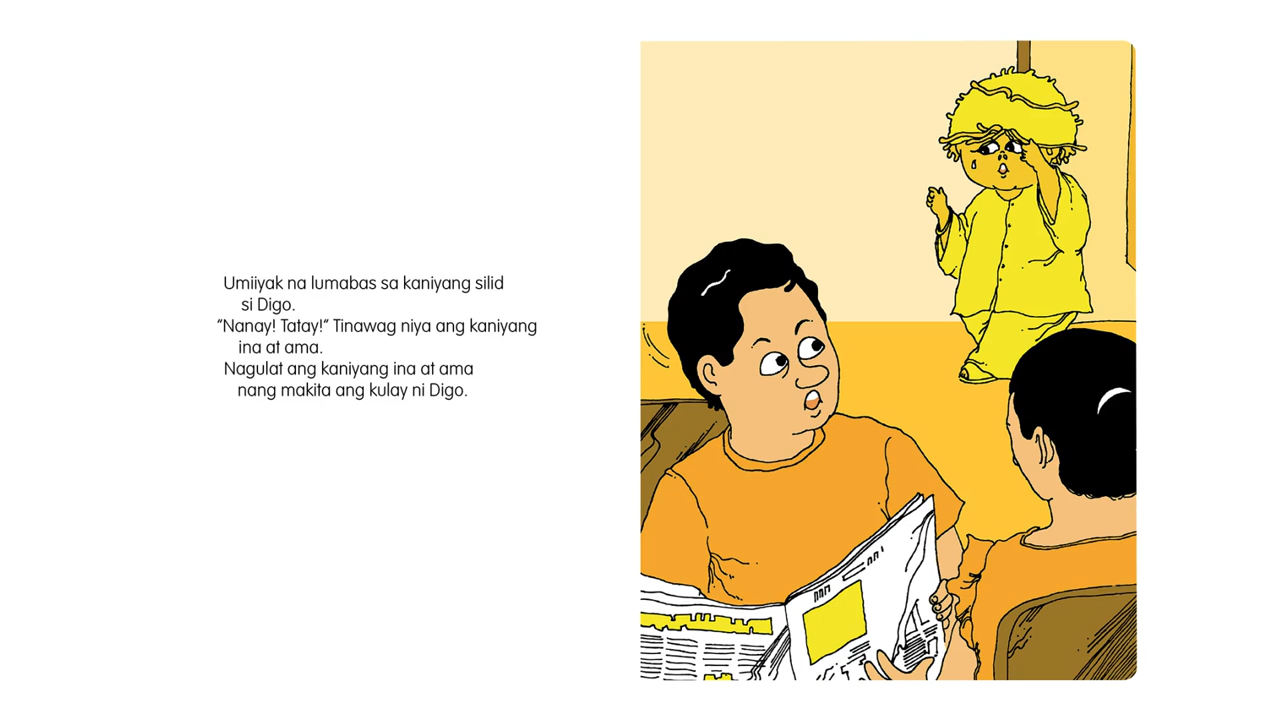 Umiiyak na lumabas sa kaniyang silid
si Digo.
“Nanay! Tatay!” Tinawag niya ang kaniyang
ina at ama.
Nagulat ang kaniyang ina at ama
nang makita ang kulay ni Digo.